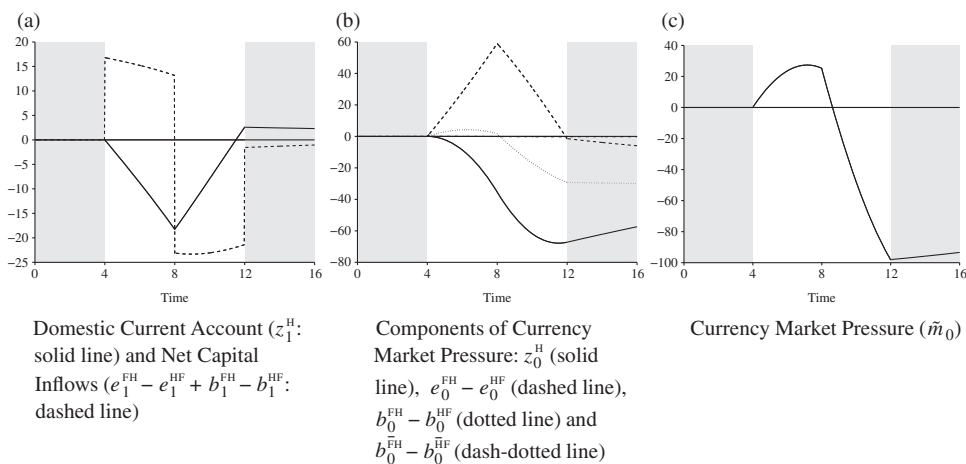 (a)
20
15
10
5
0
−5
−10
−15
−20
−25
0 4 8 12 16
Time
Domestic Current Account (z₁ᴴ:
solid line) and Net Capital
Inflows (e₁ᶠᴴ − e₁ᴴᶠ + b₁ᶠᴴ − b₁ᴴᶠ:
dashed line)
(b)
60
40
20
0
−20
−40
−60
−80
0 4 8 12 16
Time
Components of Currency
Market Pressure: z₀ᴴ (solid
line), e₀ᶠᴴ − e₀ᴴᶠ (dashed line),
b₀ᶠᴴ − b₀ᴴᶠ (dotted line) and
b₀ᶠ̄ᴴ − b₀ᴴ̄ᶠ (dash-dotted line)
(c)
40
20
0
−20
−40
−60
−80
−100
0 4 8 12 16
Time
Currency Market Pressure (m̃₀)